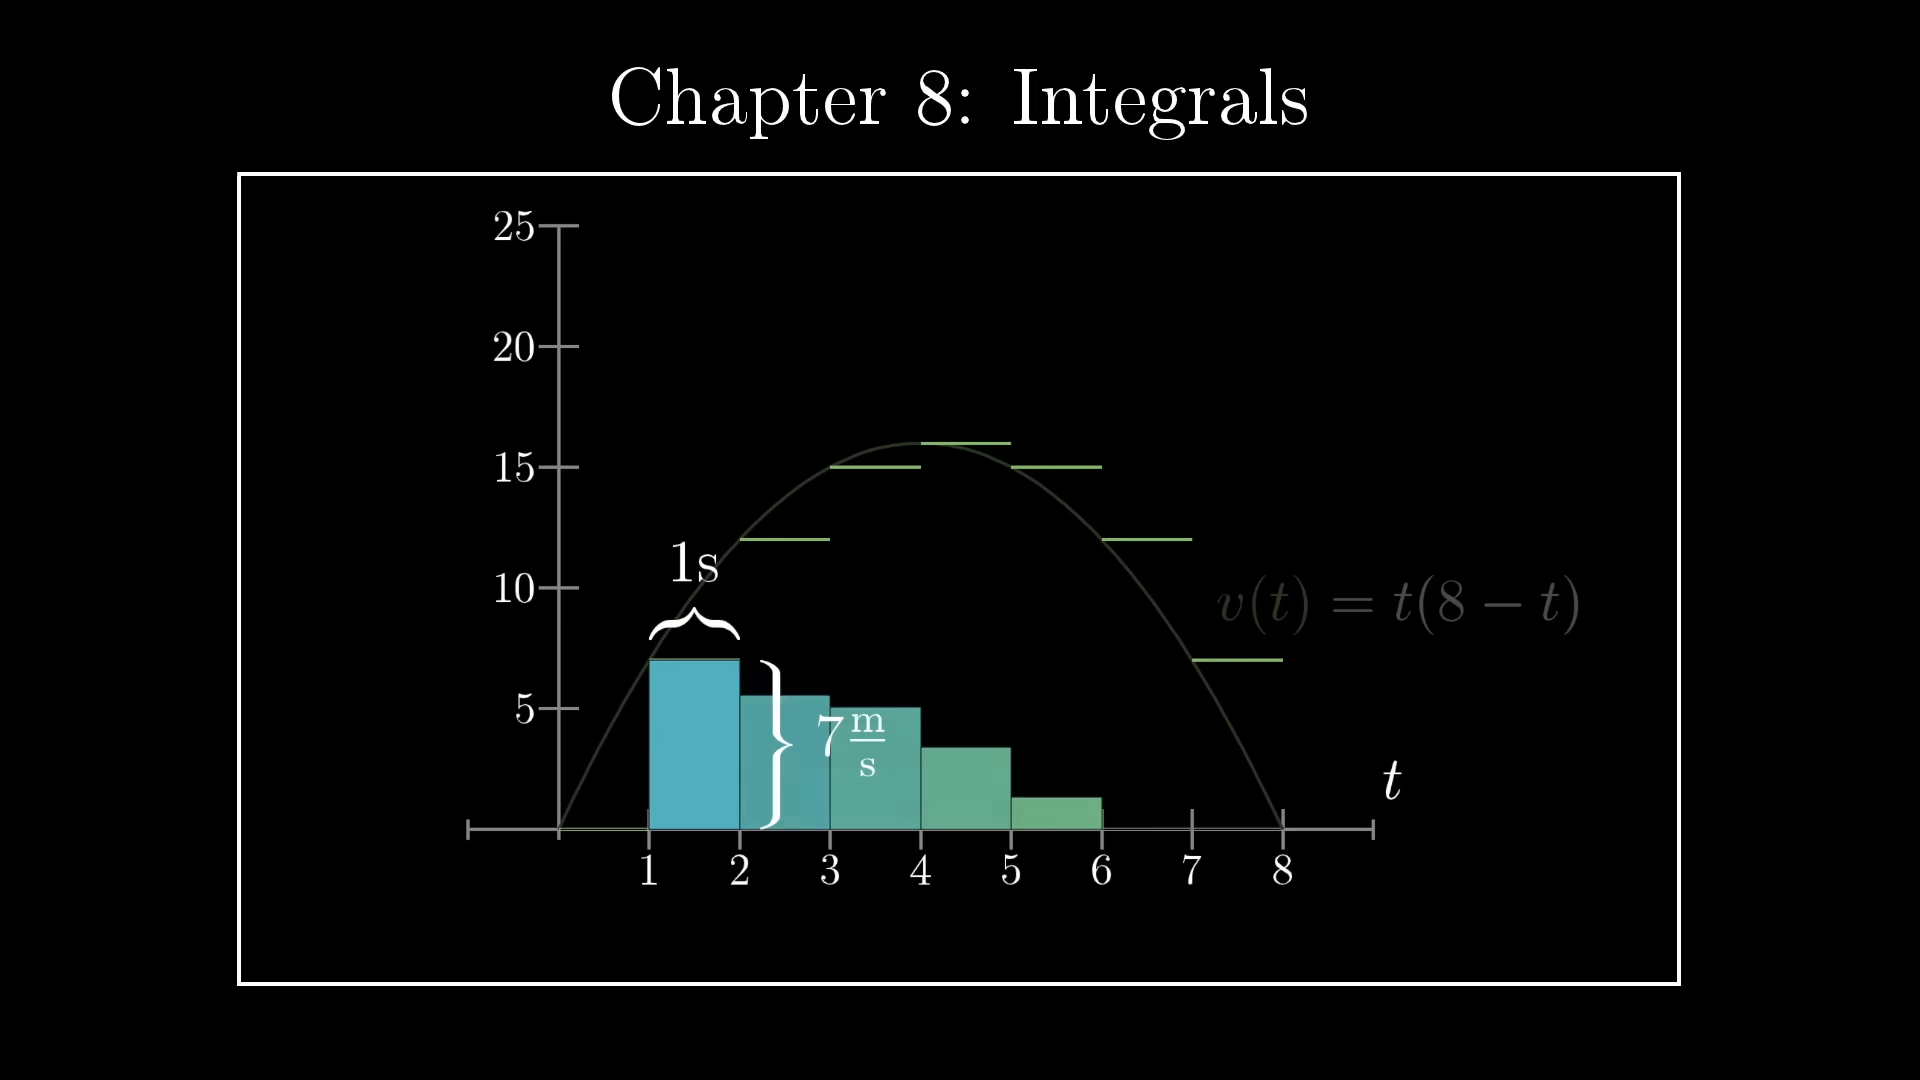 Chapter 8: Integrals
25
20
15
10
5
1s
7 m/s
v(t) = t(8 − t)
t
1 2 3 4 5 6 7 8